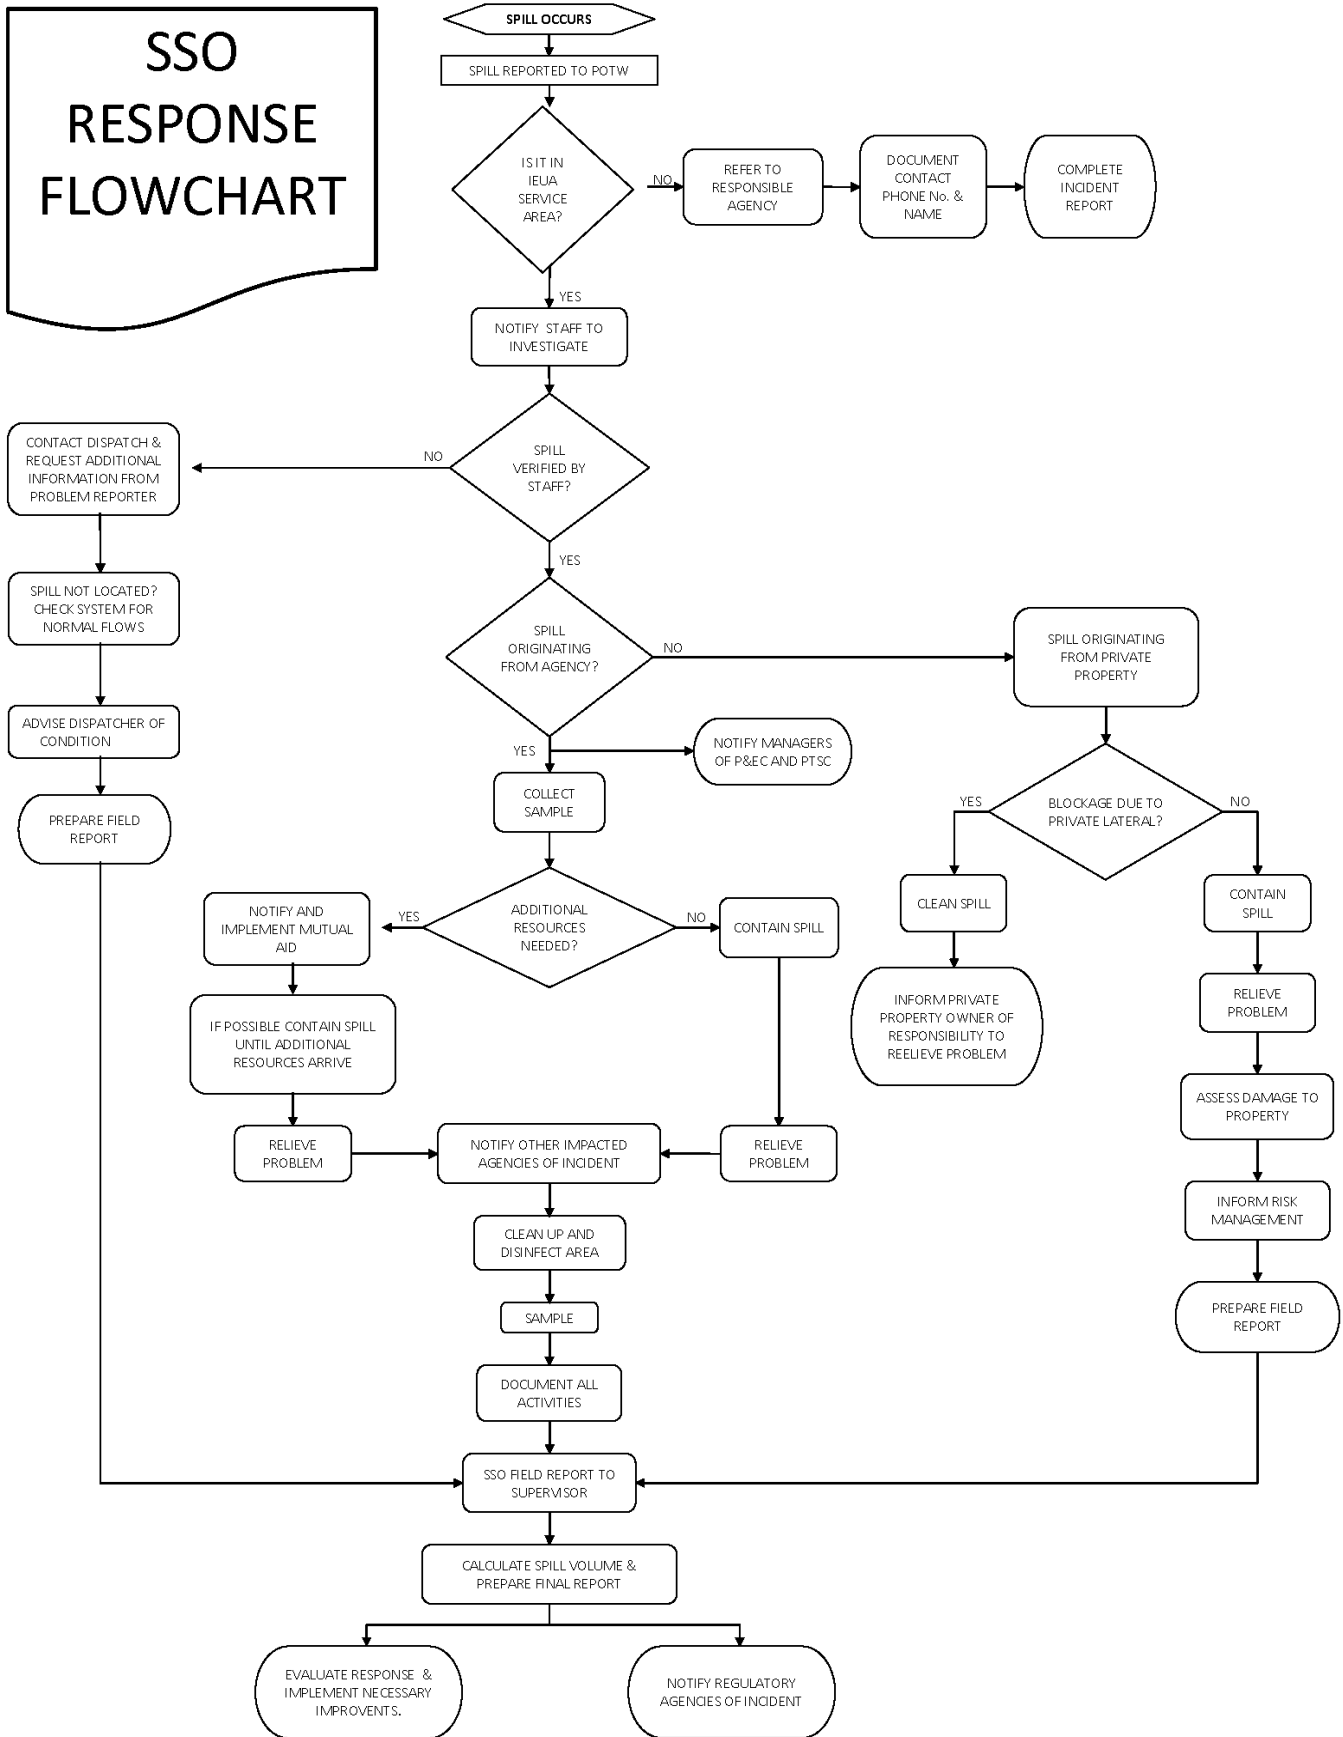 SSO
RESPONSE
FLOWCHART
SPILL OCCURS
SPILL REPORTED TO POTW
IS IT IN
IEUA
SERVICE
AREA?
NO
REFER TO
RESPONSIBLE
AGENCY
DOCUMENT
CONTACT
PHONE No. &
NAME
COMPLETE
INCIDENT
REPORT
YES
NOTIFY STAFF TO
INVESTIGATE
SPILL
VERIFIED BY
STAFF?
NO
CONTACT DISPATCH &
REQUEST ADDITIONAL
INFORMATION FROM
PROBLEM REPORTER
SPILL NOT LOCATED?
CHECK SYSTEM FOR
NORMAL FLOWS
ADVISE DISPATCHER OF
CONDITION
PREPARE FIELD
REPORT
YES
SPILL
ORIGINATING
FROM AGENCY?
NO
SPILL ORIGINATING
FROM PRIVATE
PROPERTY
YES
NOTIFY MANAGERS
OF P&EC AND PTSC
COLLECT
SAMPLE
BLOCKAGE DUE TO
PRIVATE LATERAL?
YES
NO
CLEAN SPILL
INFORM PRIVATE
PROPERTY OWNER OF
RESPONSIBILITY TO
REELIEVE PROBLEM
CONTAIN
SPILL
RELIEVE
PROBLEM
ASSESS DAMAGE TO
PROPERTY
INFORM RISK
MANAGEMENT
PREPARE FIELD
REPORT
ADDITIONAL
RESOURCES
NEEDED?
YES
NO
NOTIFY AND
IMPLEMENT MUTUAL
AID
IF POSSIBLE CONTAIN SPILL
UNTIL ADDITIONAL
RESOURCES ARRIVE
RELIEVE
PROBLEM
CONTAIN SPILL
RELIEVE
PROBLEM
NOTIFY OTHER IMPACTED
AGENCIES OF INCIDENT
CLEAN UP AND
DISINFECT AREA
SAMPLE
DOCUMENT ALL
ACTIVITIES
SSO FIELD REPORT TO
SUPERVISOR
CALCULATE SPILL VOLUME &
PREPARE FINAL REPORT
EVALUATE RESPONSE &
IMPLEMENT NECESSARY
IMPROVENTS.
NOTIFY REGULATORY
AGENCIES OF INCIDENT